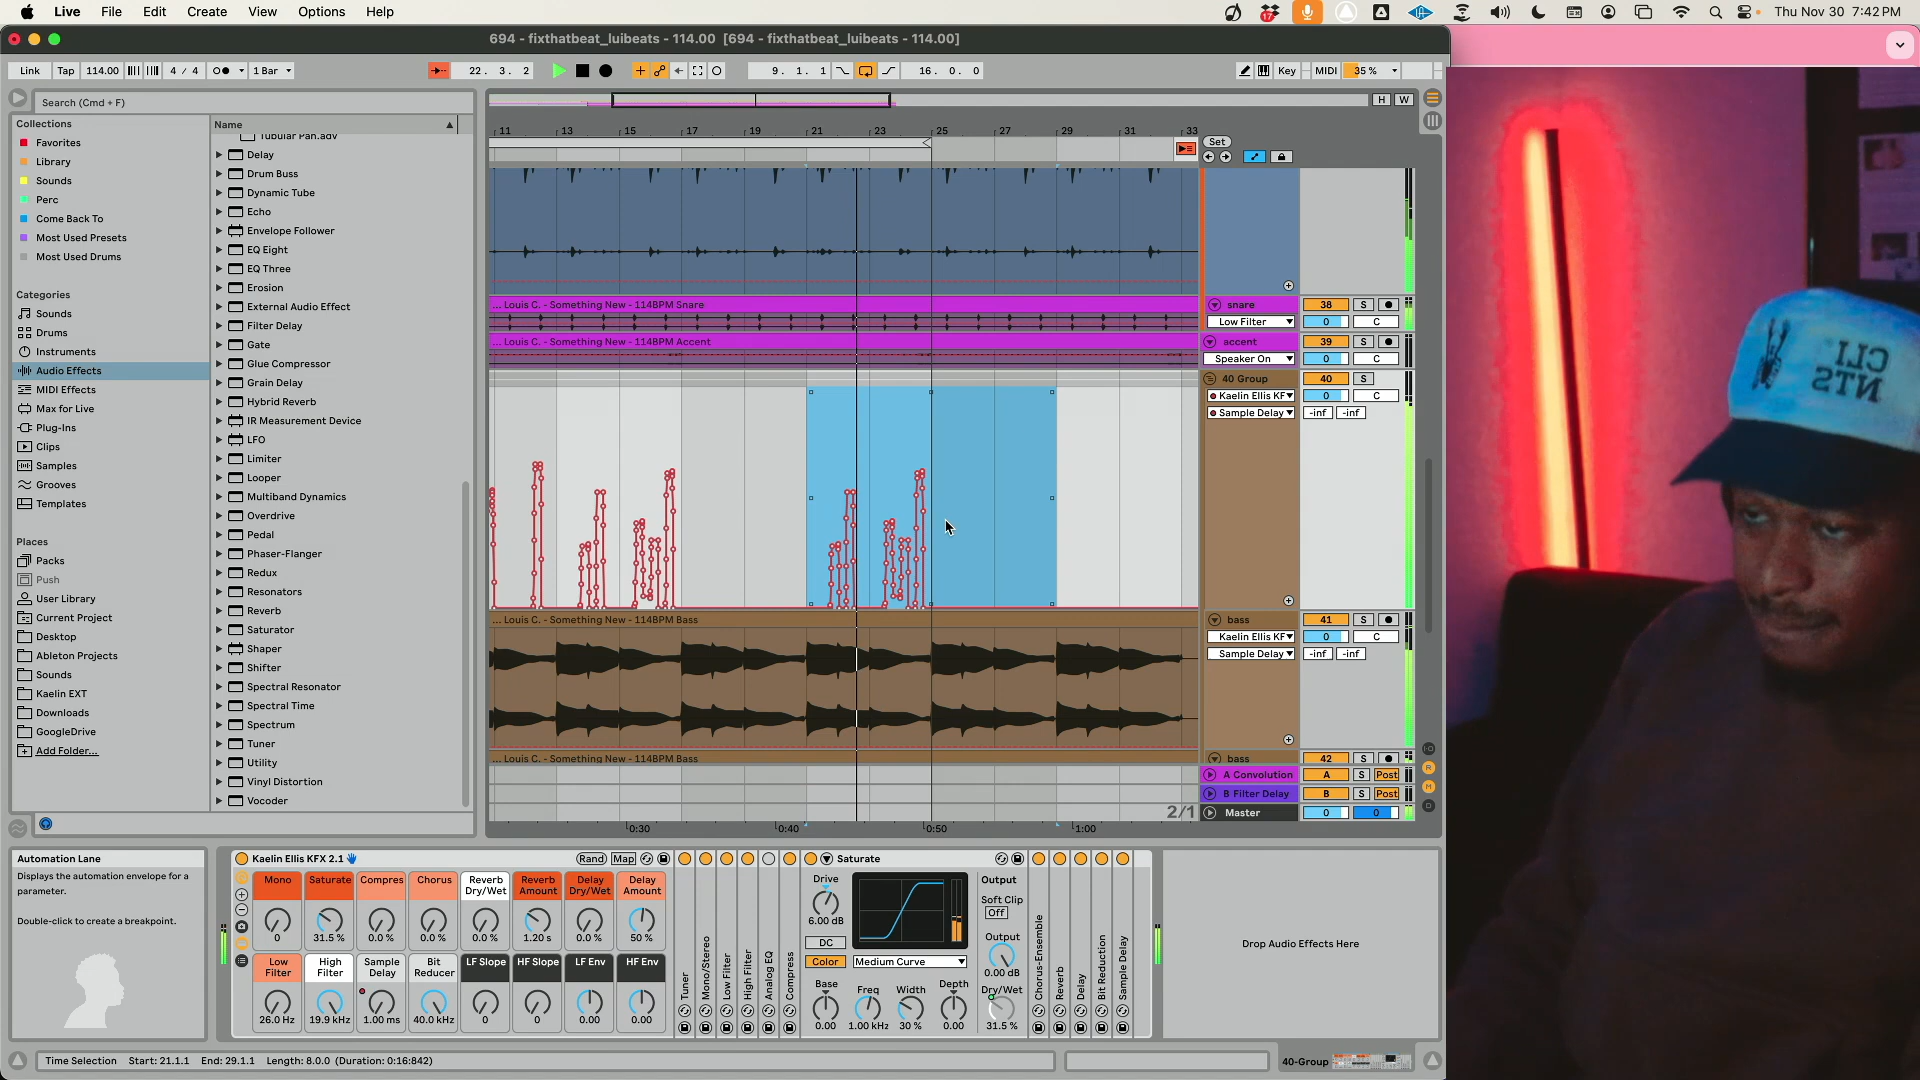 Live File Edit Create View Options Help
17
Thu Nov 30 7:42 PM
694 - fixthatbeat_luibeats - 114.00 [694 - fixthatbeat_luibeats - 114.00]
Link Tap 114.00 4 / 4 1 Bar
22. 3. 2
9. 1. 1
16. 0. 0
Key MIDI 35 %
Search (Cmd + F)
H W
Collections
Favorites
Library
Sounds
Perc
Come Back To
Most Used Presets
Most Used Drums
Categories
Sounds
Drums
Instruments
Audio Effects
MIDI Effects
Max for Live
Plug-Ins
Clips
Samples
Grooves
Templates
Places
Packs
Push
User Library
Current Project
Desktop
Ableton Projects
Sounds
Kaelin EXT
Downloads
GoogleDrive
Add Folder...
Name
Tubular Pan.adv
Delay
Drum Buss
Dynamic Tube
Echo
Envelope Follower
EQ Eight
EQ Three
Erosion
External Audio Effect
Filter Delay
Gate
Glue Compressor
Grain Delay
Hybrid Reverb
IR Measurement Device
LFO
Limiter
Looper
Multiband Dynamics
Overdrive
Pedal
Phaser-Flanger
Redux
Resonators
Reverb
Saturator
Shaper
Shifter
Spectral Resonator
Spectral Time
Spectrum
Tuner
Utility
Vinyl Distortion
Vocoder
11 13 15 17 19 21 23 25 27 29 31 33
Set
... Louis C. - Something New - 114BPM Snare
snare 38 S
Low Filter 0 C
... Louis C. - Something New - 114BPM Accent
accent 39 S
Speaker On 0 C
40 Group 40 S
Kaelin Ellis KF 0 C
Sample Delay -inf -inf
... Louis C. - Something New - 114BPM Bass
bass 41 S
Kaelin Ellis KF 0 C
Sample Delay -inf -inf
... Louis C. - Something New - 114BPM Bass
bass 42 S
A Convolution A S Post
B Filter Delay B S Post
2/1
Master 0 0
0:30 0:40 0:50 1:00
Automation Lane
Displays the automation envelope for a
parameter.
Double-click to create a breakpoint.
Kaelin Ellis KFX 2.1
Rand Map
Mono
0
Saturate
31.5 %
Compres
0.0 %
Chorus
0.0 %
Reverb
Dry/Wet
0.0 %
Reverb
Amount
1.20 s
Delay
Dry/Wet
0.0 %
Delay
Amount
50 %
Low
Filter
26.0 Hz
High
Filter
19.9 kHz
Sample
Delay
1.00 ms
Bit
Reducer
40.0 kHz
LF Slope
0
HF Slope
0
LF Env
0.00
HF Env
0.00
Tuner
Mono/Stereo
Low Filter
High Filter
Analog EQ
Compress
Saturate
Drive
6.00 dB
DC
Color
Medium Curve
Base
0.00
Freq
1.00 kHz
Width
30 %
Depth
0.00
Output
Soft Clip
Off
Output
0.00 dB
Dry/Wet
31.5 %
Chorus-Ensemble
Reverb
Delay
Bit Reduction
Sample Delay
Drop Audio Effects Here
Time Selection Start: 21.1.1 End: 29.1.1 Length: 8.0.0 (Duration: 0:16:842)
40-Group
CLI
NTS